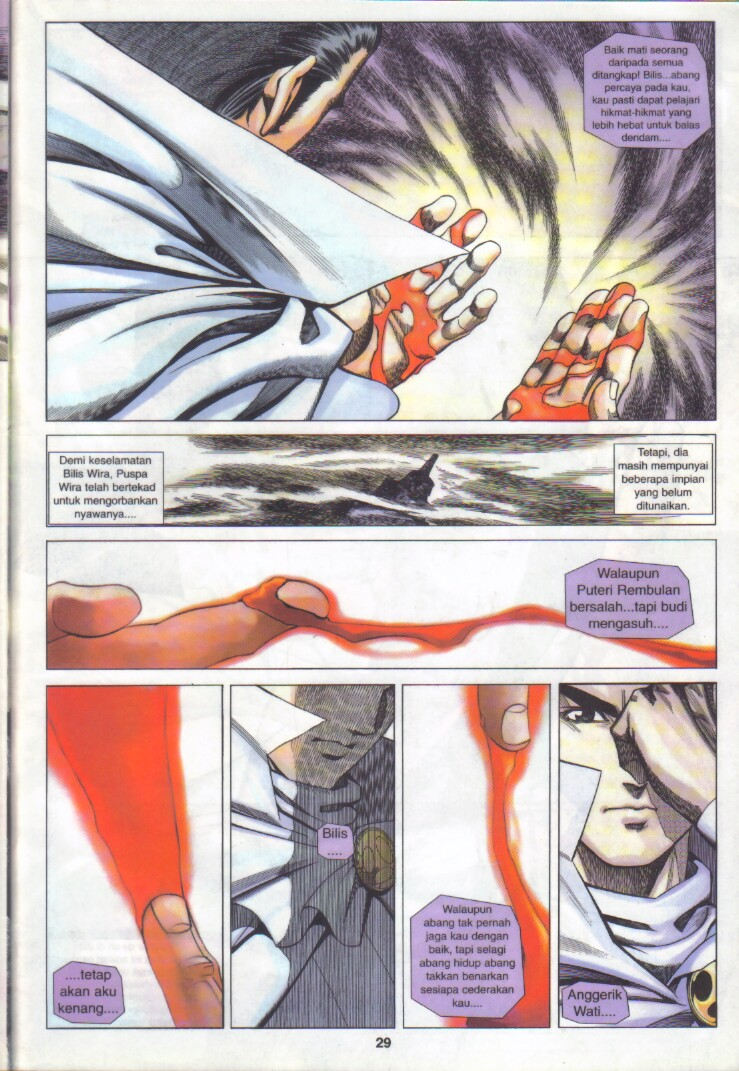 Baik mati seorang
daripada semua
ditangkap! Bilis...abang
percaya pada kau,
kau pasti dapat pelajari
hikmat-hikmat yang
lebih hebat untuk balas
dendam....
Demi keselamatan
Bilis Wira, Puspa
Wira telah bertekad
untuk mengorbankan
nyawanya....
Tetapi, dia
masih mempunyai
beberapa impian
yang belum
ditunaikan.
Walaupun
Puteri Rembulan
bersalah...tapi budi
mengasuh....
....tetap
akan aku
kenang....
Bilis
....
Walaupun
abang tak pernah
jaga kau dengan
baik, tapi selagi
abang hidup abang
takkan benarkan
sesiapa cederakan
kau....
Anggerik
Wati....
29